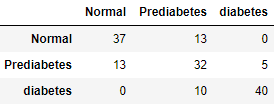 Normal Prediabetes diabetes
Normal 37 13 0
Prediabetes 13 32 5
diabetes 0 10 40